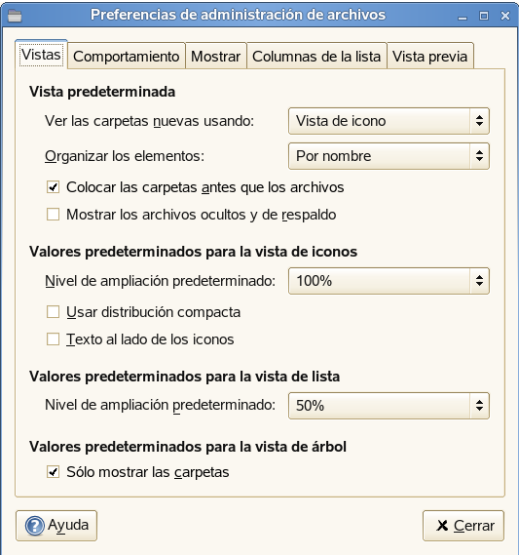 Preferencias de administración de archivos
Vistas Comportamiento Mostrar Columnas de la lista Vista previa
Vista predeterminada
Ver las carpetas nuevas usando: Vista de icono
Organizar los elementos: Por nombre
Colocar las carpetas antes que los archivos
Mostrar los archivos ocultos y de respaldo
Valores predeterminados para la vista de iconos
Nivel de ampliación predeterminado: 100%
Usar distribución compacta
Texto al lado de los iconos
Valores predeterminados para la vista de lista
Nivel de ampliación predeterminado: 50%
Valores predeterminados para la vista de árbol
Sólo mostrar las carpetas
Ayuda Cerrar